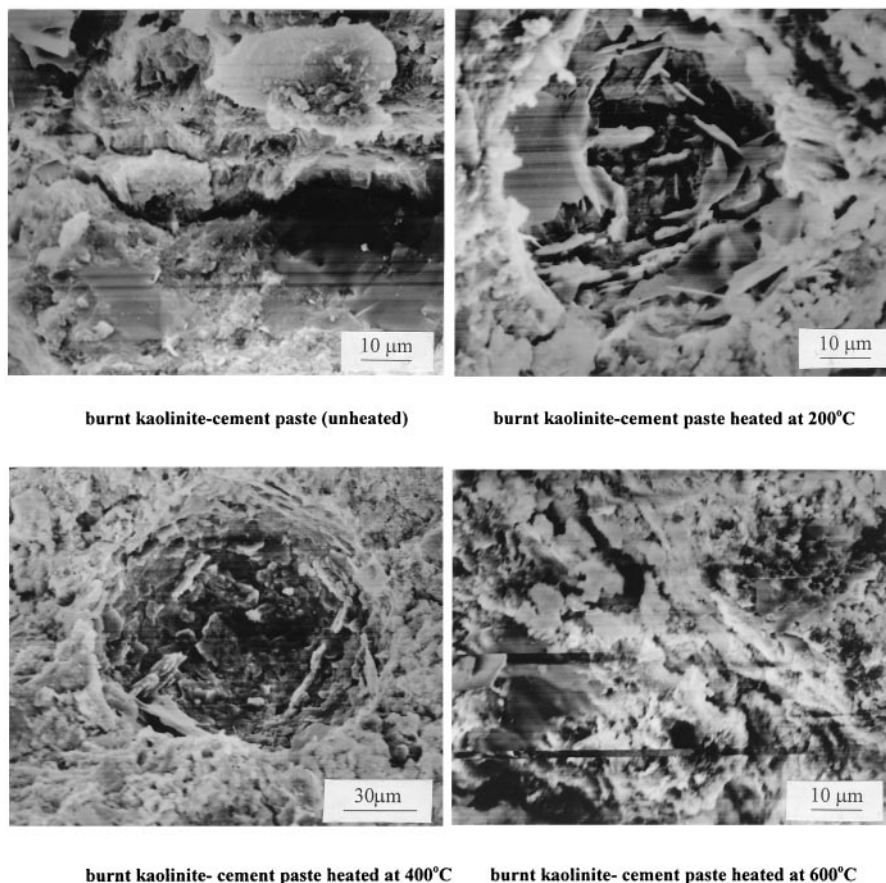 10 μm
10 μm
burnt kaolinite-cement paste (unheated)
burnt kaolinite-cement paste heated at 200°C
30μm
10 μm
burnt kaolinite- cement paste heated at 400°C
burnt kaolinite- cement paste heated at 600°C